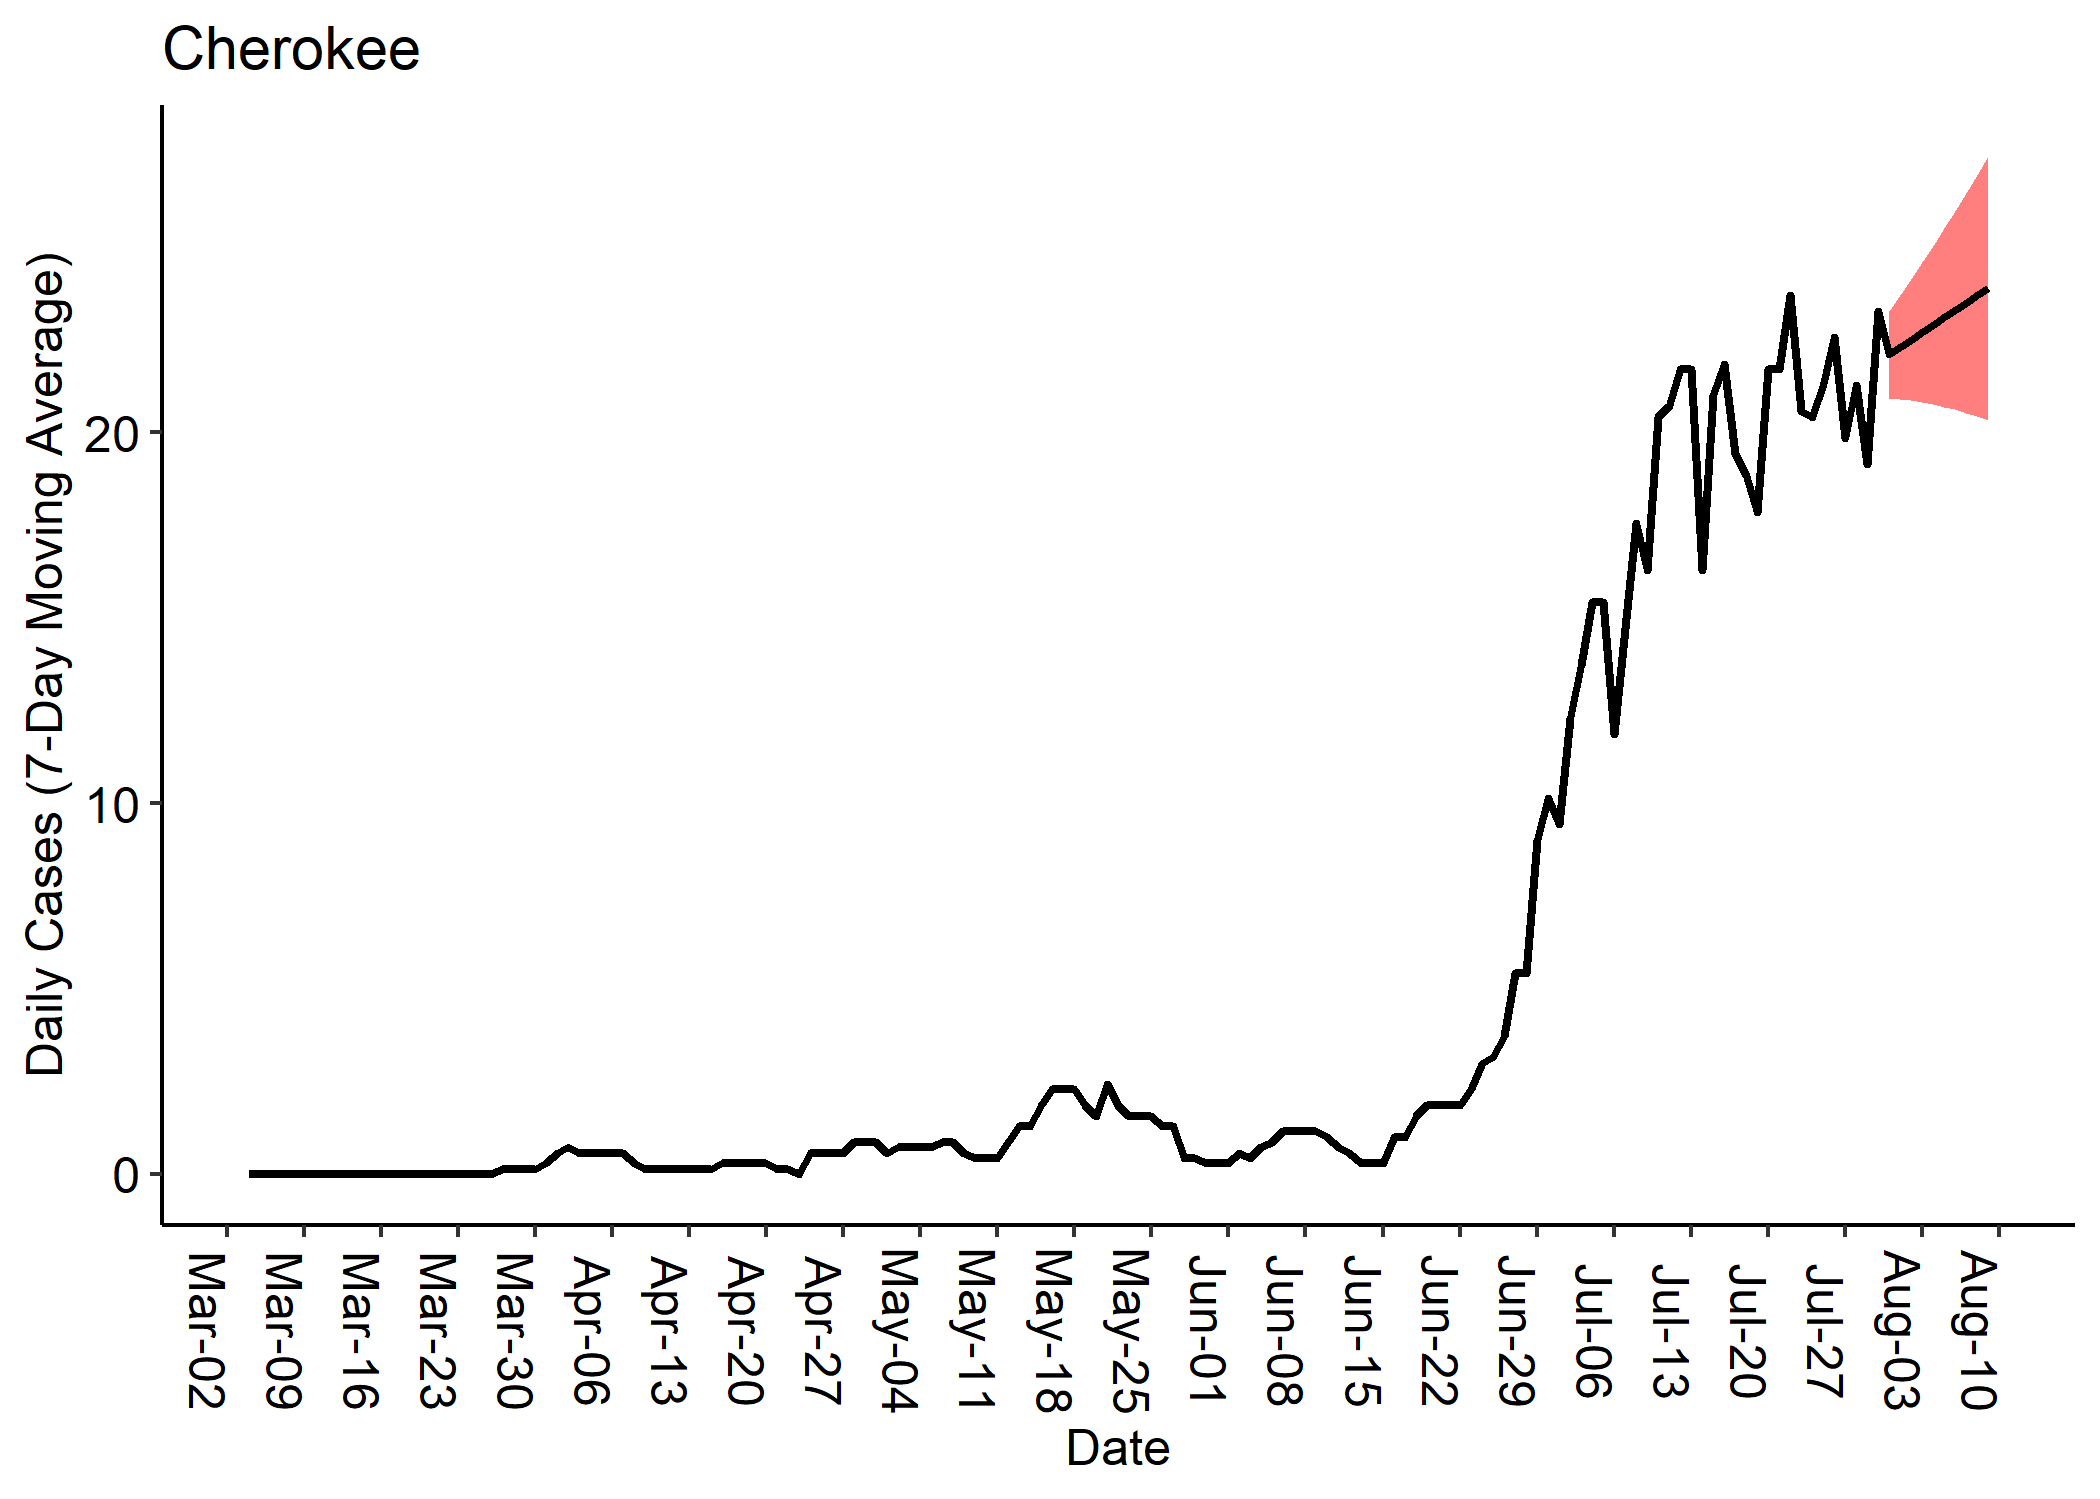 Cherokee
Daily Cases (7-Day Moving Average)
20
10
0
Mar-02
Mar-09
Mar-16
Mar-23
Mar-30
Apr-06
Apr-13
Apr-20
Apr-27
May-04
May-11
May-18
May-25
Jun-01
Jun-08
Jun-15
Jun-22
Jun-29
Jul-06
Jul-13
Jul-20
Jul-27
Aug-03
Aug-10
Date